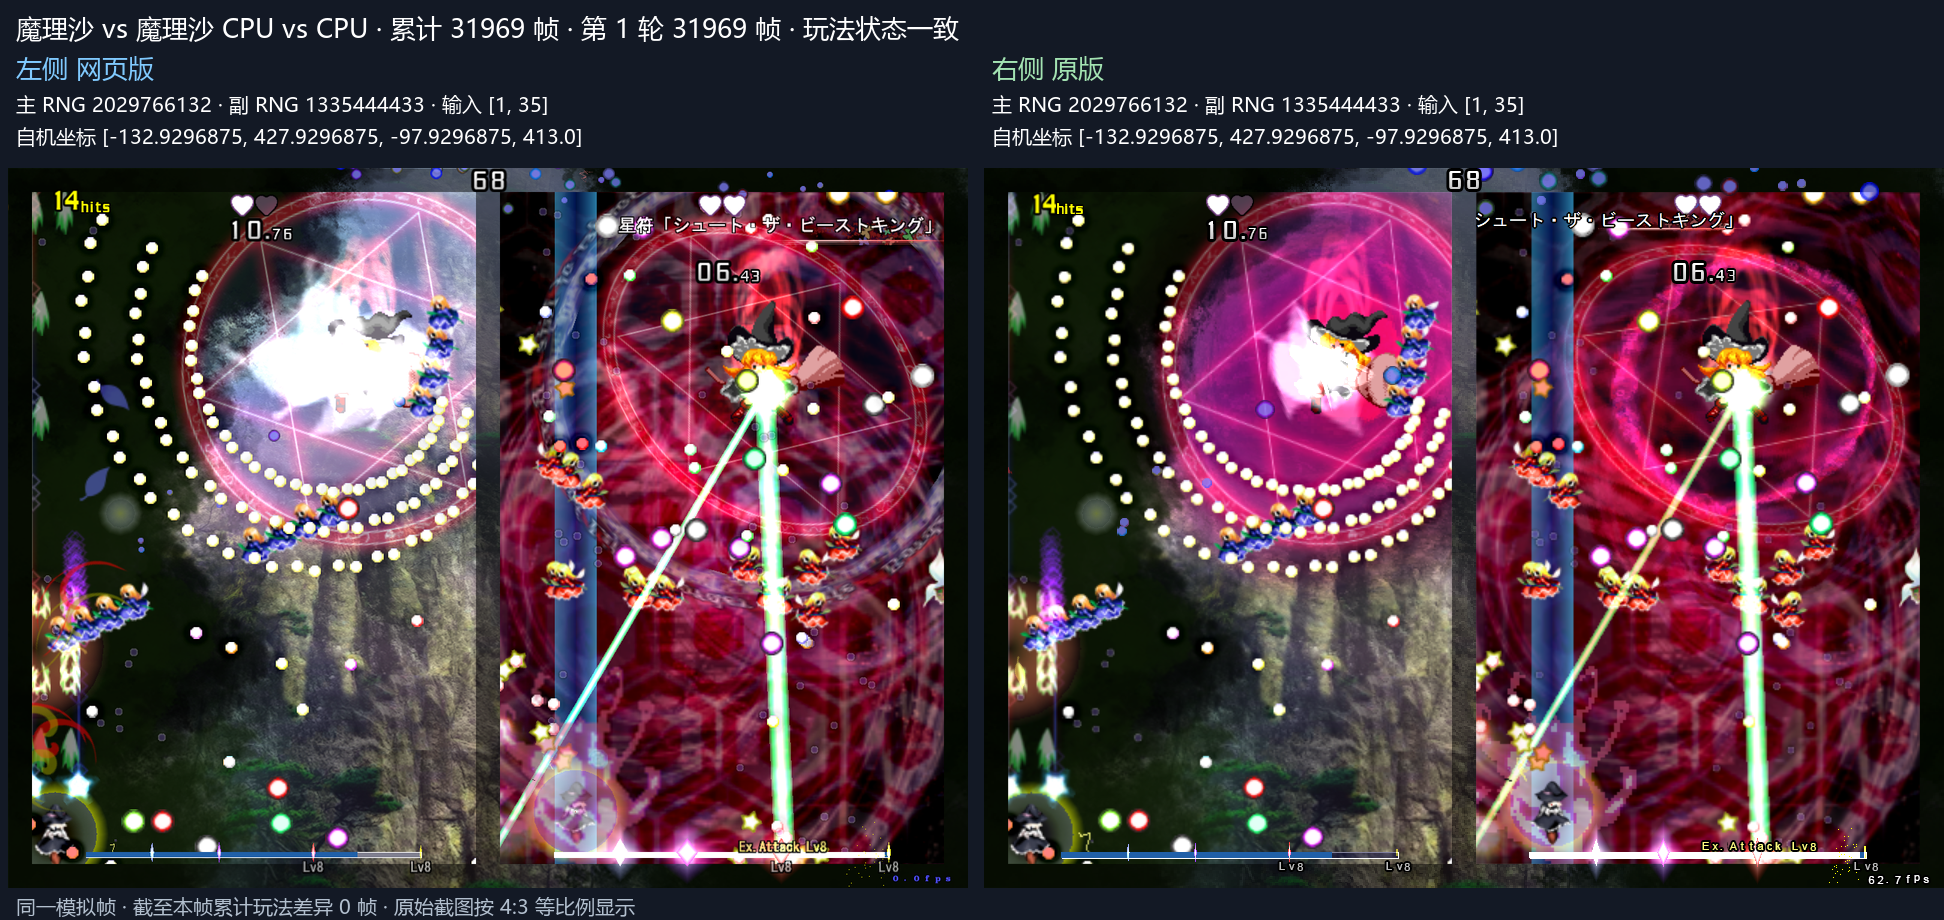 魔理沙 vs 魔理沙 CPU vs CPU · 累计 31969 帧 · 第 1 轮 31969 帧 · 玩法状态一致
左侧 网页版
右侧 原版
主 RNG 2029766132 · 副 RNG 1335444433 · 输入 [1, 35]
主 RNG 2029766132 · 副 RNG 1335444433 · 输入 [1, 35]
自机坐标 [-132.9296875, 427.9296875, -97.9296875, 413.0]
自机坐标 [-132.9296875, 427.9296875, -97.9296875, 413.0]
68
14hits
10.76
星符「シュート・ザ・ビーストキング」
06.43
Ex.Attack Lv8
Lv8
Lv8
Lv8
Lv8
0.0fps
68
14hits
10.76
シュート・ザ・ビーストキング」
06.43
Ex.Attack Lv8
Lv8
Lv8
Lv8
62.7fps
同一模拟帧 · 截至本帧累计玩法差异 0 帧 · 原始截图按 4:3 等比例显示